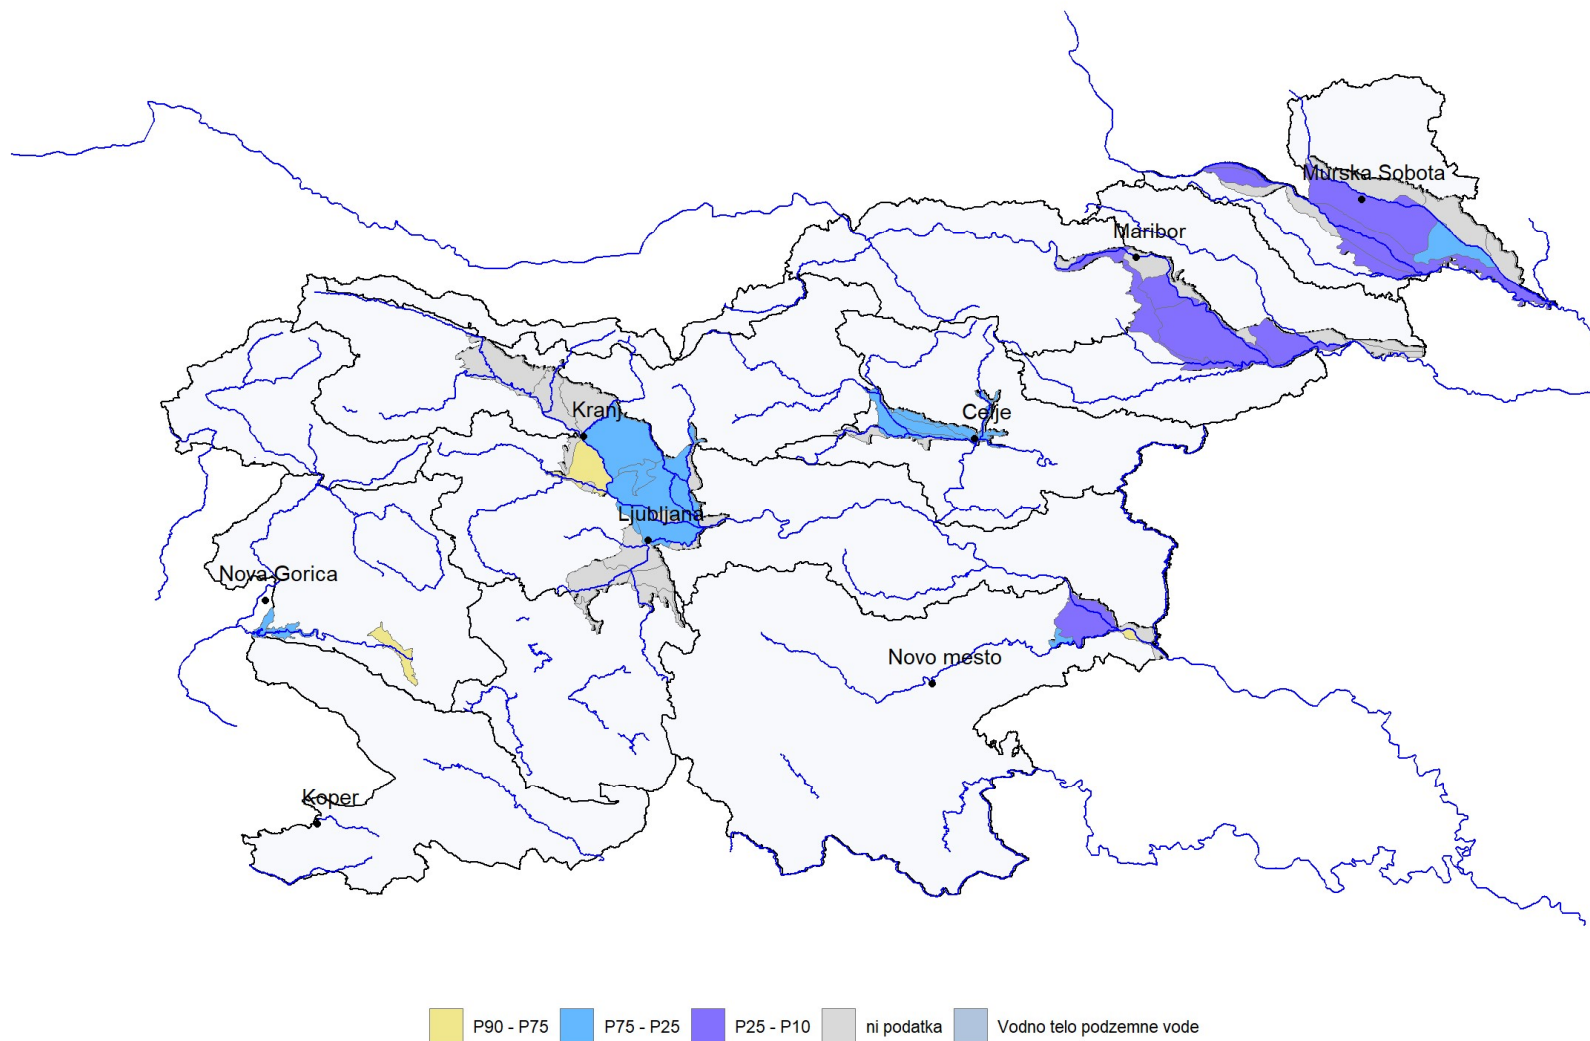 Murska Sobota
Maribor
Kranj
Celje
Ljubljana
Nova Gorica
Novo mesto
Koper
P90 - P75
P75 - P25
P25 - P10
ni podatka
Vodno telo podzemne vode